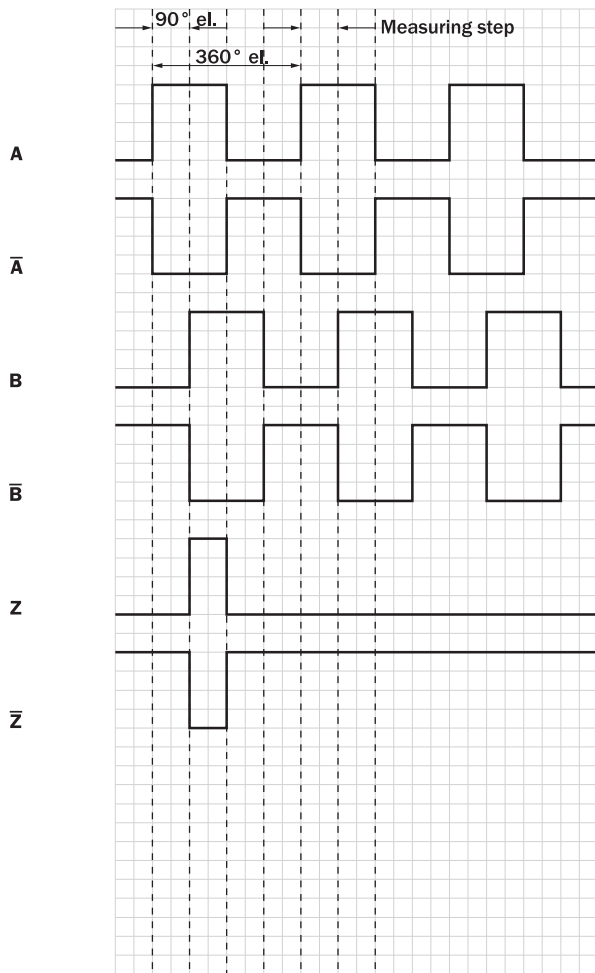 90° el.
Measuring step
360° el.
A
A̅
B
B̅
Z
Z̅